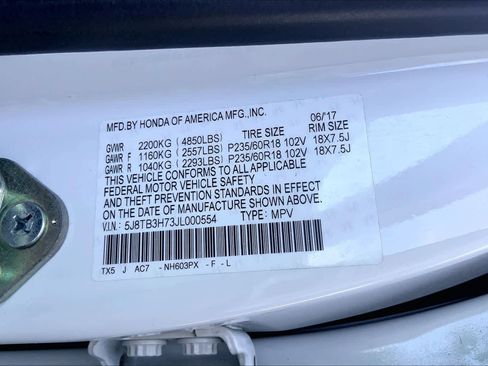 MFD.BY HONDA OF AMERICA MFG.,INC. 06/'17
TIRE SIZE RIM SIZE
GVWR 2200KG (4850LBS)
GAWR F 1160KG (2557LBS) P235/60R18 102V 18X7.5J
GAWR R 1040KG (2293LBS) P235/60R18 102V 18X7.5J
THIS VEHICLE CONFORMS TO ALL APPLICABLE
FEDERAL MOTOR VEHICLE SAFETY
AND THEFT PREVENTION STANDARDS IN EFFECT
ON THE DATE OF MANUFACTURE SHOWN ABOVE.
V.I.N: 5J8TB3H73JL000554 TYPE: MPV
TX5 J AC7 - NH603PX - F - L